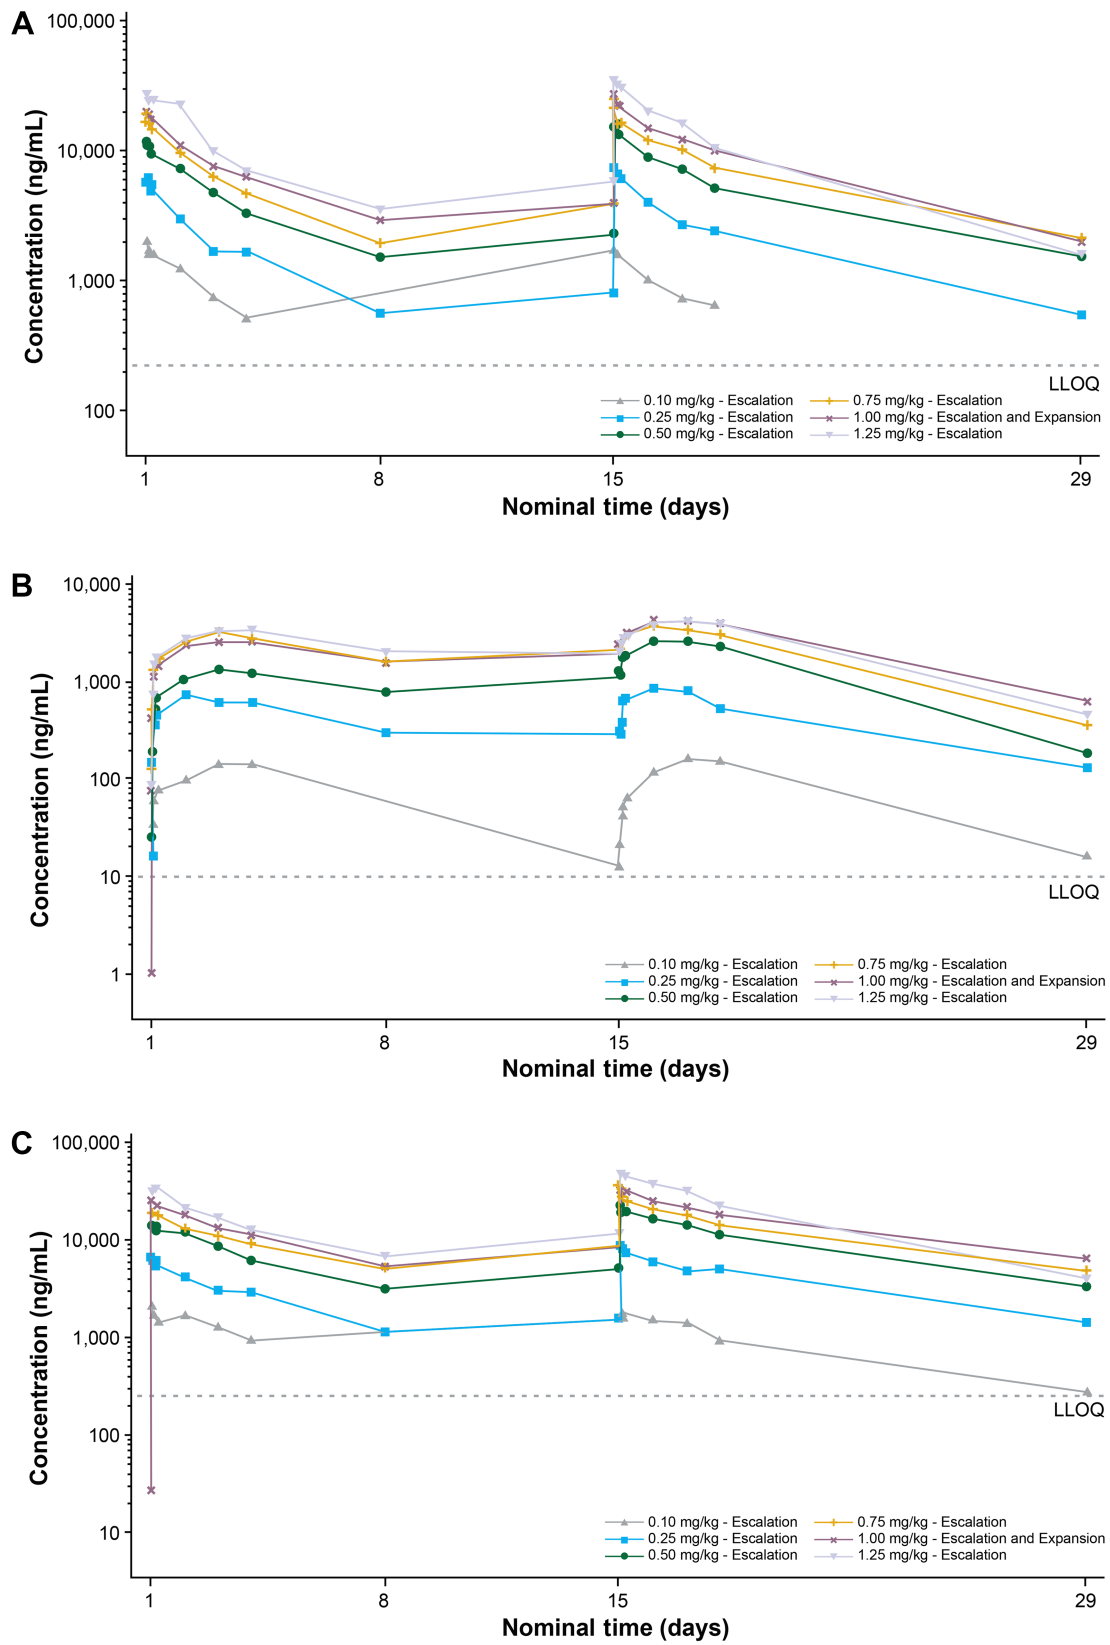 A
100,000
10,000
1,000
100
Concentration (ng/mL)
LLOQ
0.10 mg/kg - Escalation
0.25 mg/kg - Escalation
0.50 mg/kg - Escalation
0.75 mg/kg - Escalation
1.00 mg/kg - Escalation and Expansion
1.25 mg/kg - Escalation
1 8 15 29
Nominal time (days)
B
10,000
1,000
100
10
1
Concentration (ng/mL)
LLOQ
0.10 mg/kg - Escalation
0.25 mg/kg - Escalation
0.50 mg/kg - Escalation
0.75 mg/kg - Escalation
1.00 mg/kg - Escalation and Expansion
1.25 mg/kg - Escalation
1 8 15 29
Nominal time (days)
C
100,000
10,000
1,000
100
10
Concentration (ng/mL)
LLOQ
0.10 mg/kg - Escalation
0.25 mg/kg - Escalation
0.50 mg/kg - Escalation
0.75 mg/kg - Escalation
1.00 mg/kg - Escalation and Expansion
1.25 mg/kg - Escalation
1 8 15 29
Nominal time (days)